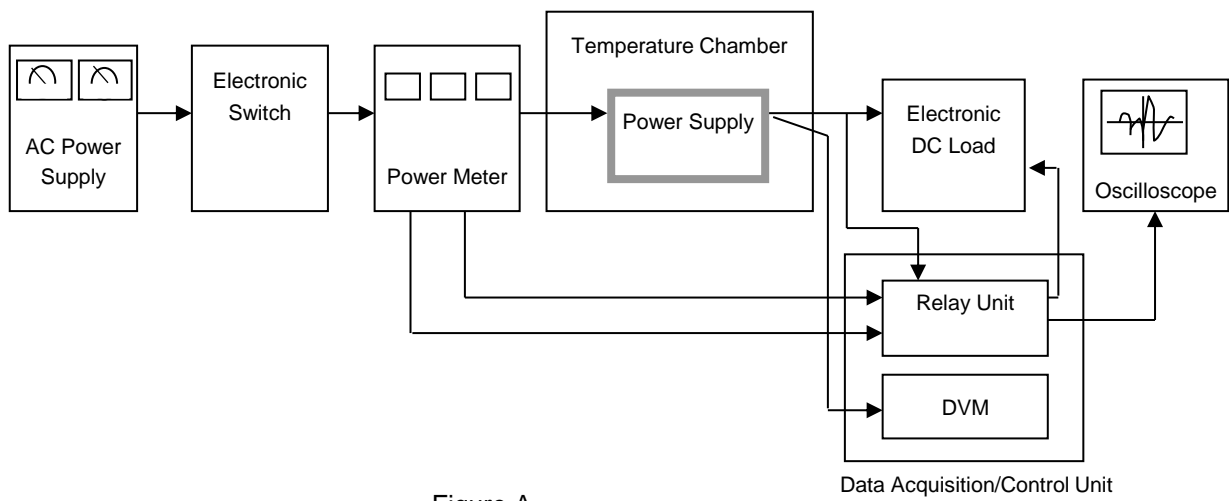 AC Power
Supply
Electronic
Switch
Power Meter
Temperature Chamber
Power Supply
Electronic
DC Load
Oscilloscope
Relay Unit
DVM
Data Acquisition/Control Unit
Figure A